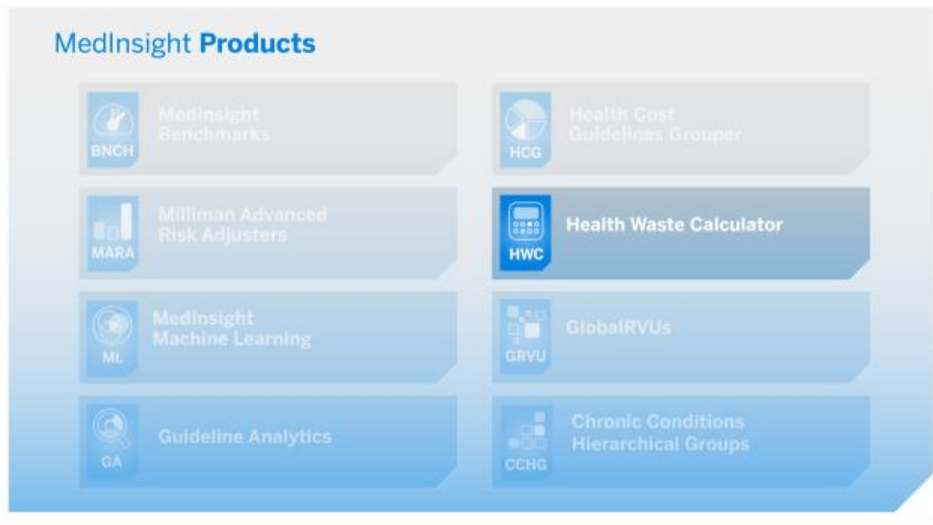 MedInsight Products
BNCH
MedInsight
Benchmarks
HCG
Health Cost
Guidelines Grouper
MARA
Milliman Advanced
Risk Adjusters
HWC
Health Waste Calculator
ML
MedInsight
Machine Learning
GRVU
GlobalRVUs
GA
Guideline Analytics
CCHG
Chronic Conditions
Hierarchical Groups